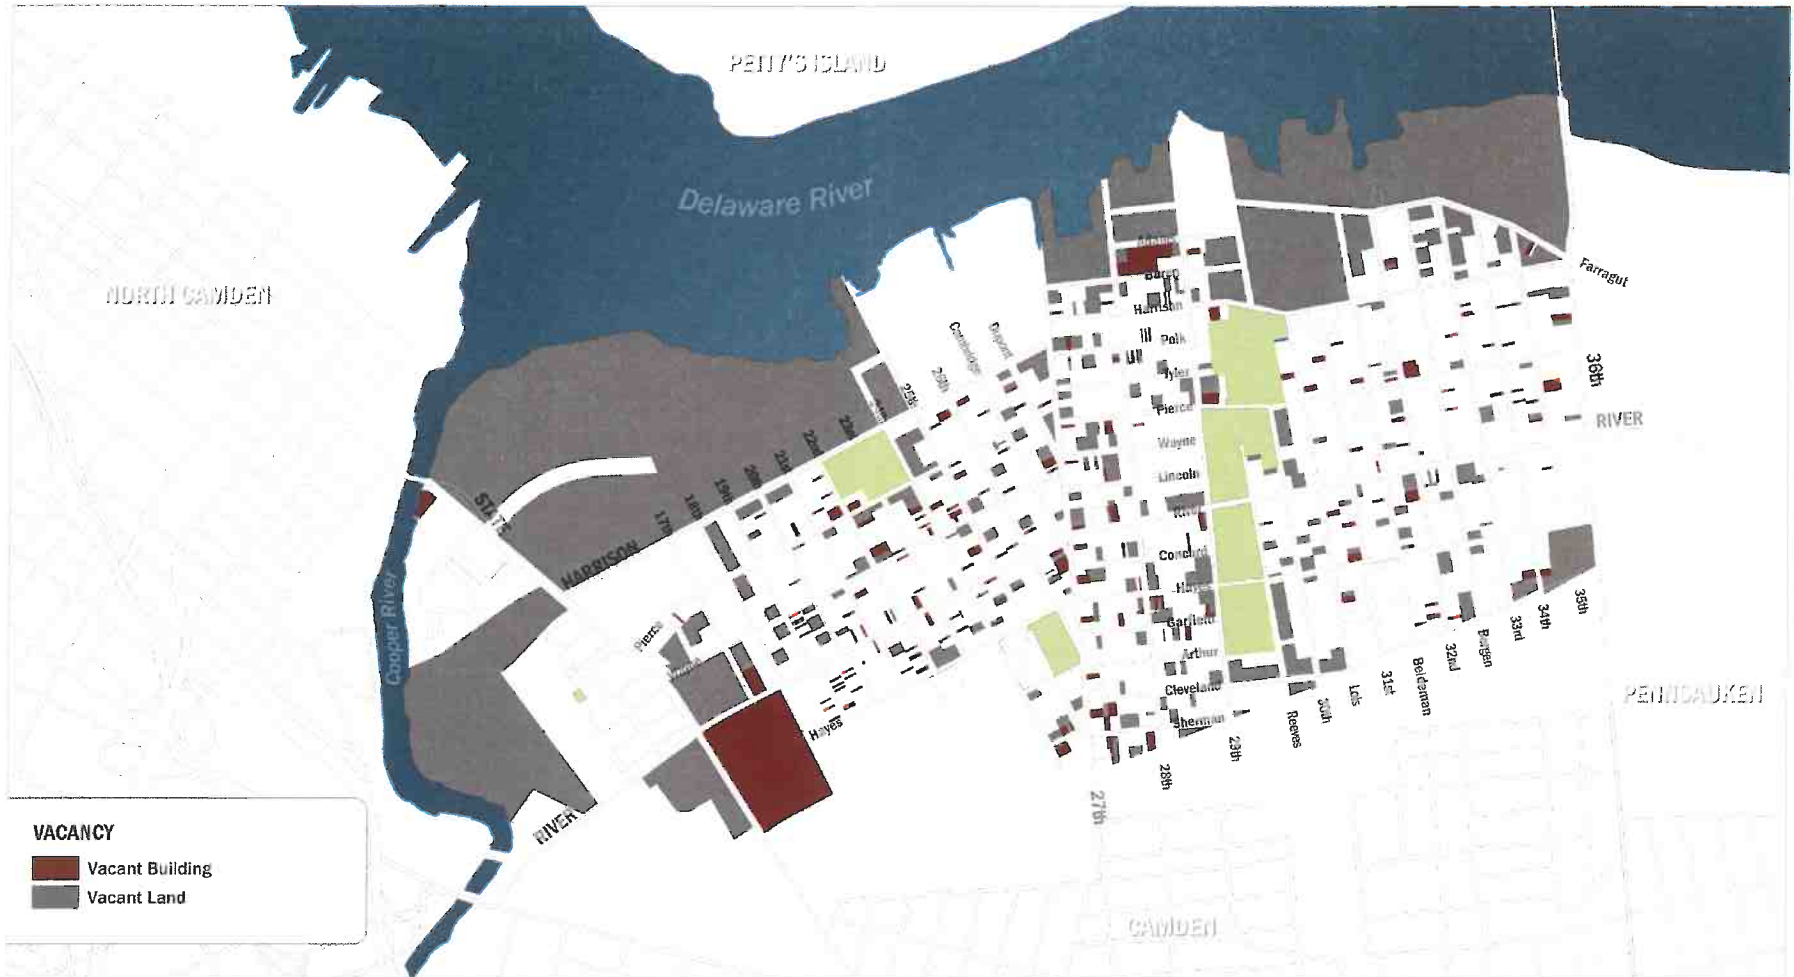 PETTY'S ISLAND
Delaware River
NORTH CAMDEN
Farragut
Harrison
Polk
Tyler
Pierce
Wayne
Lincoln
River
Concord
Hayes
Garfield
Arthur
Cleveland
Sherman
Cambridge
Dupont
26th
25th
23rd
22nd
21st
20th
19th
18th
17th
STATE
HARRISON
Cooper River
Pierce
Hayes
RIVER
36th
RIVER
35th
34th
33rd
Bergen
32nd
Beideman
31st
Lois
30th
Reeves
29th
28th
27th
PENNSAUKEN
CAMDEN
VACANCY
Vacant Building
Vacant Land